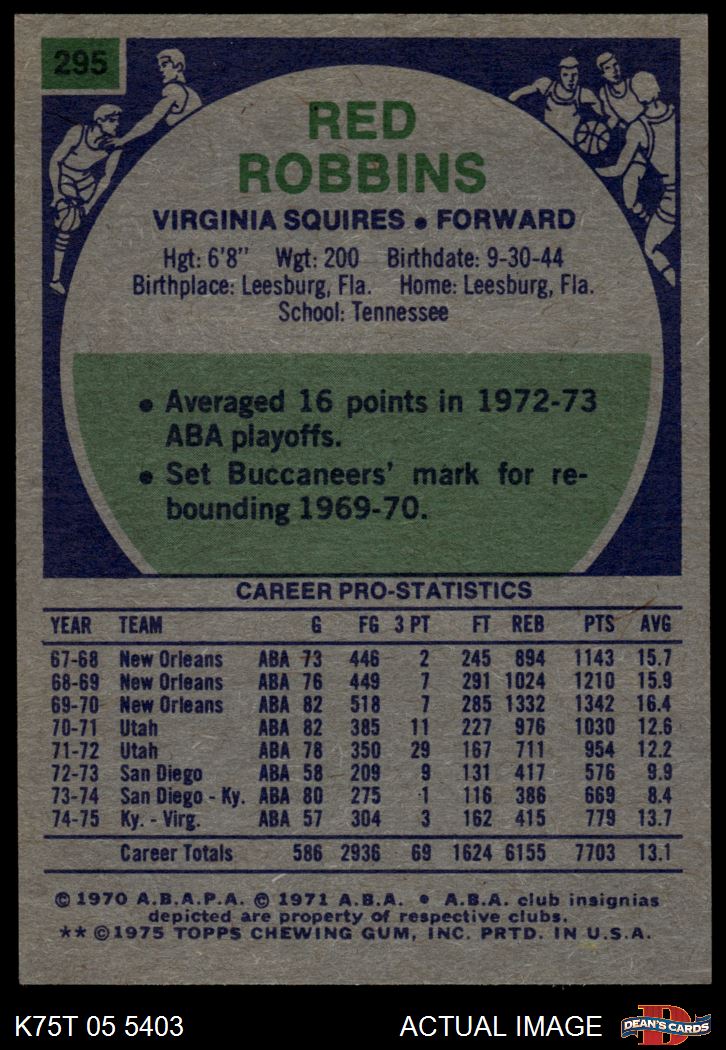 295
RED
ROBBINS
VIRGINIA SQUIRES • FORWARD
Hgt: 6'8" Wgt: 200 Birthdate: 9-30-44
Birthplace: Leesburg, Fla. Home: Leesburg, Fla.
School: Tennessee
• Averaged 16 points in 1972-73
ABA playoffs.
• Set Buccaneers' mark for re-
bounding 1969-70.
CAREER PRO-STATISTICS
YEAR TEAM G FG 3 PT FT REB PTS AVG
67-68 New Orleans ABA 73 446 2 245 894 1143 15.7
68-69 New Orleans ABA 76 449 7 291 1024 1210 15.9
69-70 New Orleans ABA 82 518 7 285 1332 1342 16.4
70-71 Utah ABA 82 385 11 227 976 1030 12.6
71-72 Utah ABA 78 350 29 167 711 954 12.2
72-73 San Diego ABA 58 209 9 131 417 576 9.9
73-74 San Diego - Ky. ABA 80 275 1 116 386 669 8.4
74-75 Ky. - Virg. ABA 57 304 3 162 415 779 13.7
Career Totals 586 2936 69 1624 6155 7703 13.1
© 1970 A.B.A.P.A. © 1971 A.B.A. • A.B.A. club insignias
depicted are property of respective clubs.
** © 1975 TOPPS CHEWING GUM, INC. PRTD. IN U.S.A.
K75T 05 5403 ACTUAL IMAGE
D
DEAN'S CARDS